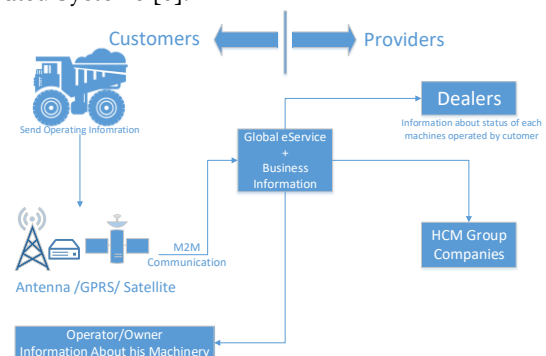 ated Systems [6].
Customers
Providers
Send Operating Infomration
Dealers
Information about status of each
machines operated by cutomer
Global eService
+
Business
Information
M2M
Communication
HCM Group
Companies
Antenna /GPRS/ Satellite
Operator/Owner
Information About his Machinery